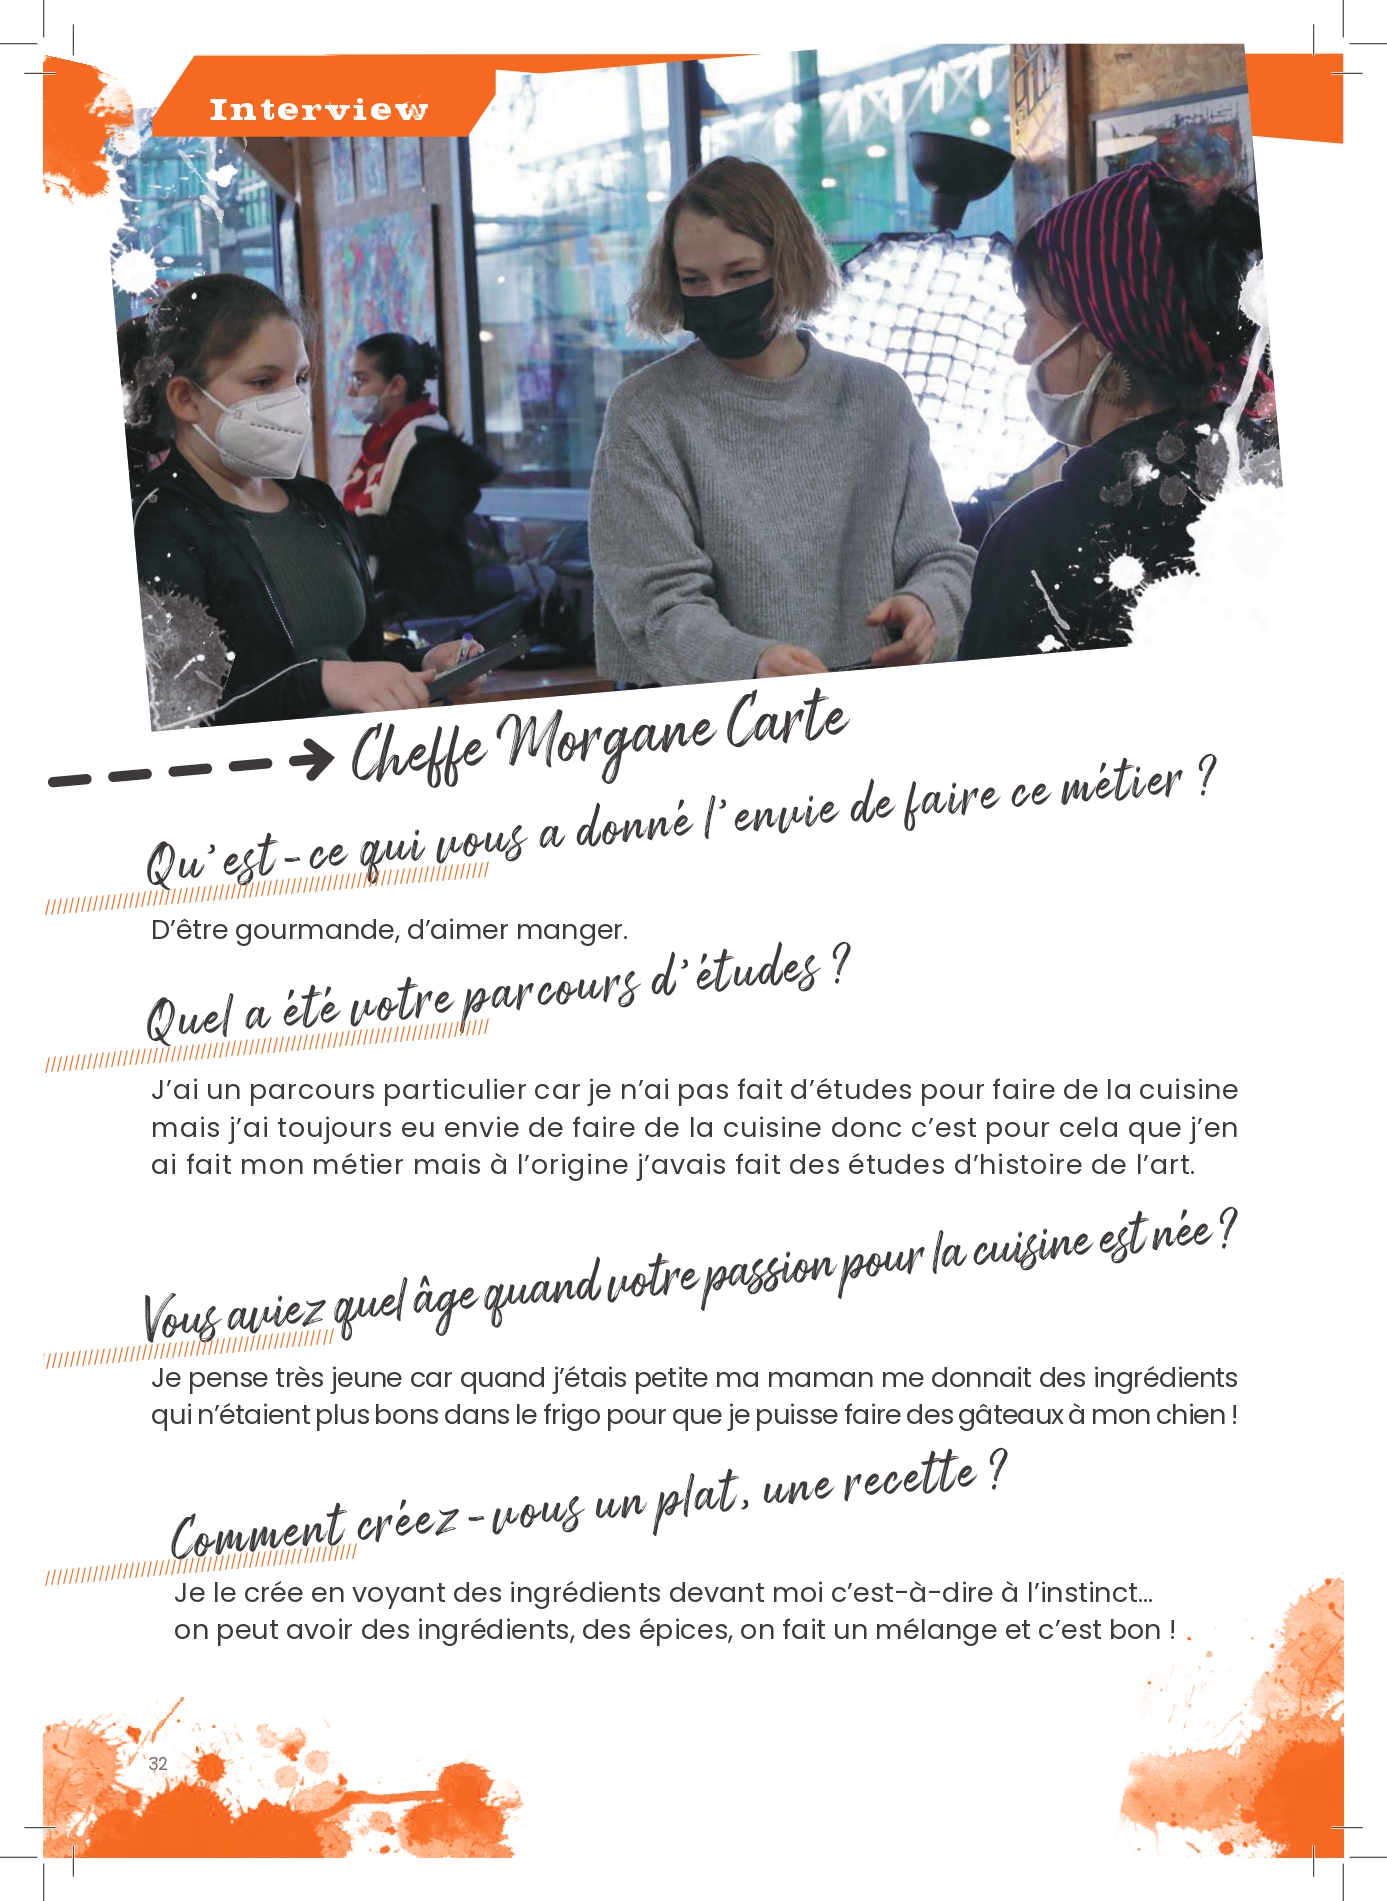 Interview
Cheffe Morgane Carte
Qu'est-ce qui vous a donné l'envie de faire ce métier ?
D'être gourmande, d'aimer manger.
Quel a été votre parcours d'études ?
J'ai un parcours particulier car je n'ai pas fait d'études pour faire de la cuisine
mais j'ai toujours eu envie de faire de la cuisine donc c'est pour cela que j'en
ai fait mon métier mais à l'origine j'avais fait des études d'histoire de l'art.
Vous aviez quel âge quand votre passion pour la cuisine est née ?
Je pense très jeune car quand j'étais petite ma maman me donnait des ingrédients
qui n'étaient plus bons dans le frigo pour que je puisse faire des gâteaux à mon chien !
Comment créez-vous un plat, une recette ?
Je le crée en voyant des ingrédients devant moi c'est-à-dire à l'instinct...
on peut avoir des ingrédients, des épices, on fait un mélange et c'est bon !
32